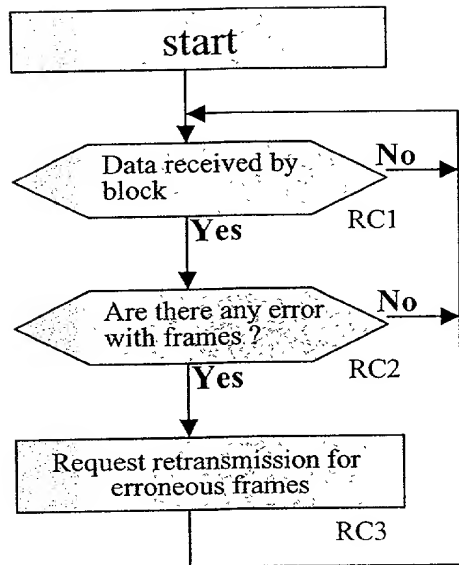 start
Data received by
block
No
RC1
Yes
Are there any error
with frames ?
No
RC2
Yes
Request retransmission for
erroneous frames
RC3